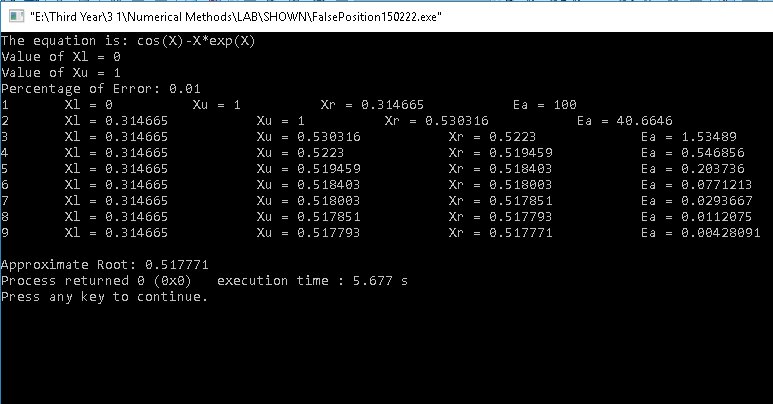 "E:\Third Year\3 1\Numerical Methods\LAB\SHOWN\FalsePosition150222.exe"
The equation is: cos(X)-X*exp(X)
Value of Xl = 0
Value of Xu = 1
Percentage of Error: 0.01
1 Xl = 0 Xu = 1 Xr = 0.314665 Ea = 100
2 Xl = 0.314665 Xu = 1 Xr = 0.530316 Ea = 40.6646
3 Xl = 0.314665 Xu = 0.530316 Xr = 0.5223 Ea = 1.53489
4 Xl = 0.314665 Xu = 0.5223 Xr = 0.519459 Ea = 0.546856
5 Xl = 0.314665 Xu = 0.519459 Xr = 0.518403 Ea = 0.203736
6 Xl = 0.314665 Xu = 0.518403 Xr = 0.518003 Ea = 0.0771213
7 Xl = 0.314665 Xu = 0.518003 Xr = 0.517851 Ea = 0.0293667
8 Xl = 0.314665 Xu = 0.517851 Xr = 0.517793 Ea = 0.0112075
9 Xl = 0.314665 Xu = 0.517793 Xr = 0.517771 Ea = 0.00428091
Approximate Root: 0.517771
Process returned 0 (0x0) execution time : 5.677 s
Press any key to continue.